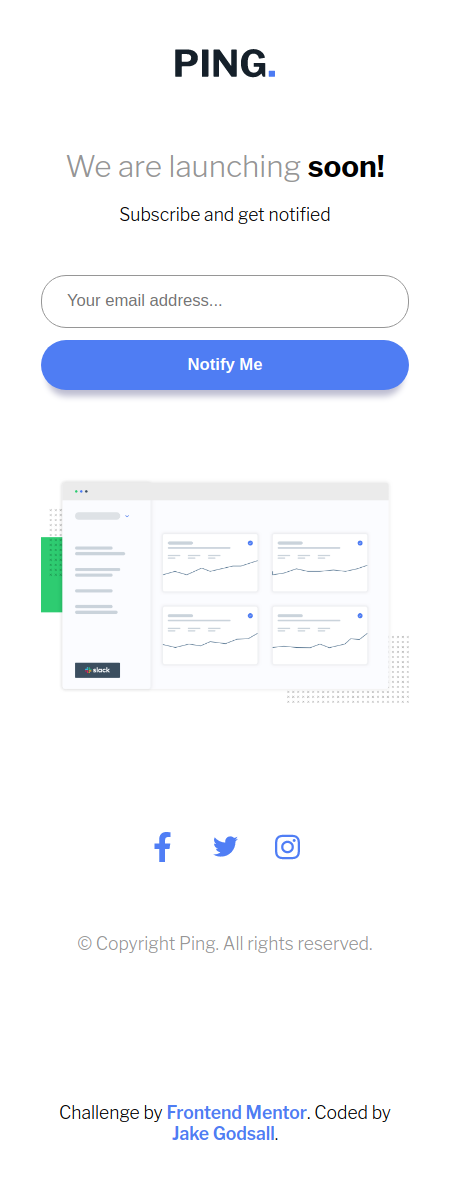 PING.
We are launching soon!
Subscribe and get notified
Your email address...
Notify Me
slack
© Copyright Ping. All rights reserved.
Challenge by Frontend Mentor. Coded by
Jake Godsall.